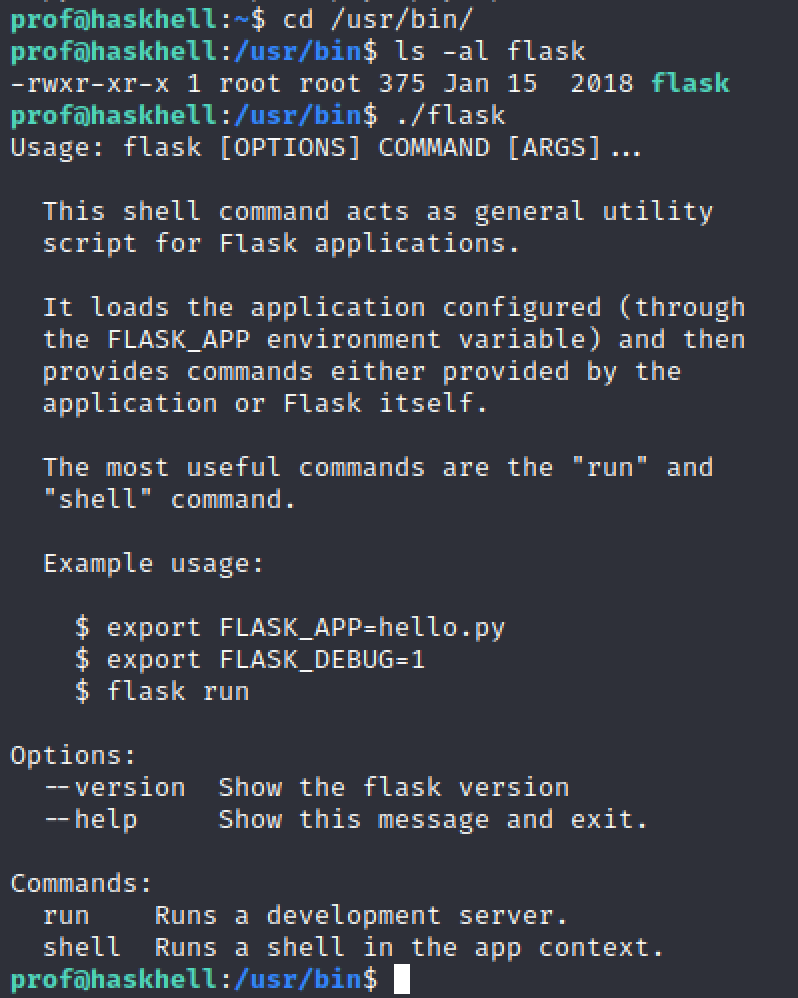 prof@haskhell:~$ cd /usr/bin/
prof@haskhell:/usr/bin$ ls -al flask
-rwxr-xr-x 1 root root 375 Jan 15  2018 flask
prof@haskhell:/usr/bin$ ./flask
Usage: flask [OPTIONS] COMMAND [ARGS]...

  This shell command acts as general utility
  script for Flask applications.

  It loads the application configured (through
  the FLASK_APP environment variable) and then
  provides commands either provided by the
  application or Flask itself.

  The most useful commands are the "run" and
  "shell" command.

  Example usage:

    $ export FLASK_APP=hello.py
    $ export FLASK_DEBUG=1
    $ flask run

Options:
  --version  Show the flask version
  --help     Show this message and exit.

Commands:
  run    Runs a development server.
  shell  Runs a shell in the app context.
prof@haskhell:/usr/bin$